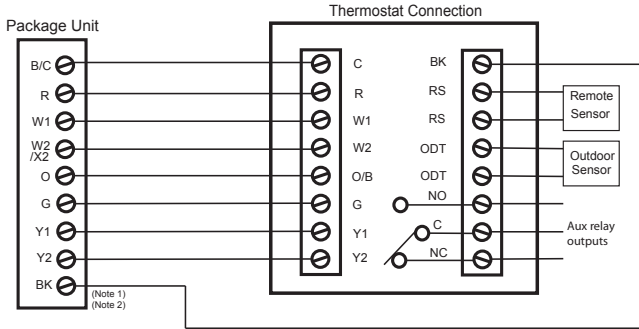 Thermostat Connection
Package Unit
B/C
R
W1
W2
/X2
O
G
Y1
Y2
BK
(Note 1)
(Note 2)
C
R
W1
W2
O/B
G
Y1
Y2
BK
RS
RS
ODT
ODT
NO
C
NC
Remote
Sensor
Outdoor
Sensor
Aux relay
outputs